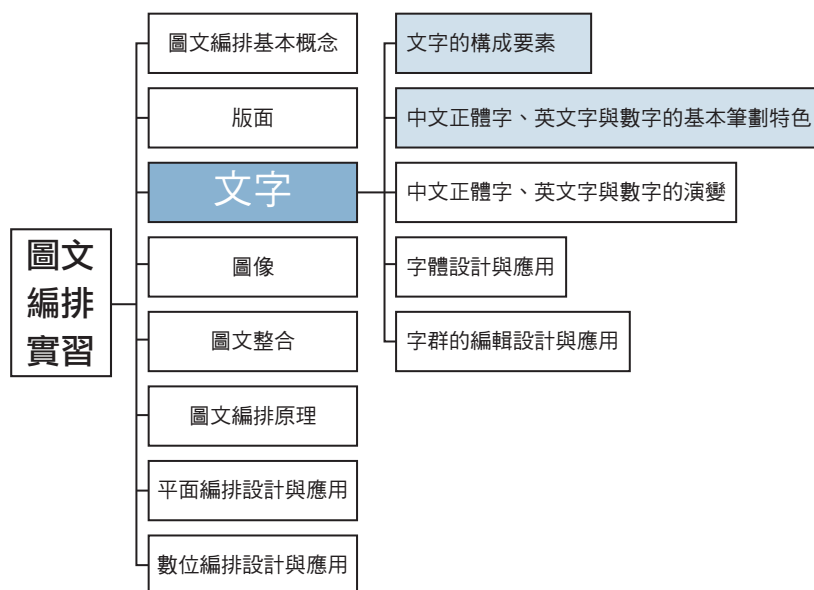 圖文
編排
實習
圖文編排基本概念
版面
文字
圖像
圖文整合
圖文編排原理
平面編排設計與應用
數位編排設計與應用
文字的構成要素
中文正體字、英文字與數字的基本筆劃特色
中文正體字、英文字與數字的演變
字體設計與應用
字群的編輯設計與應用